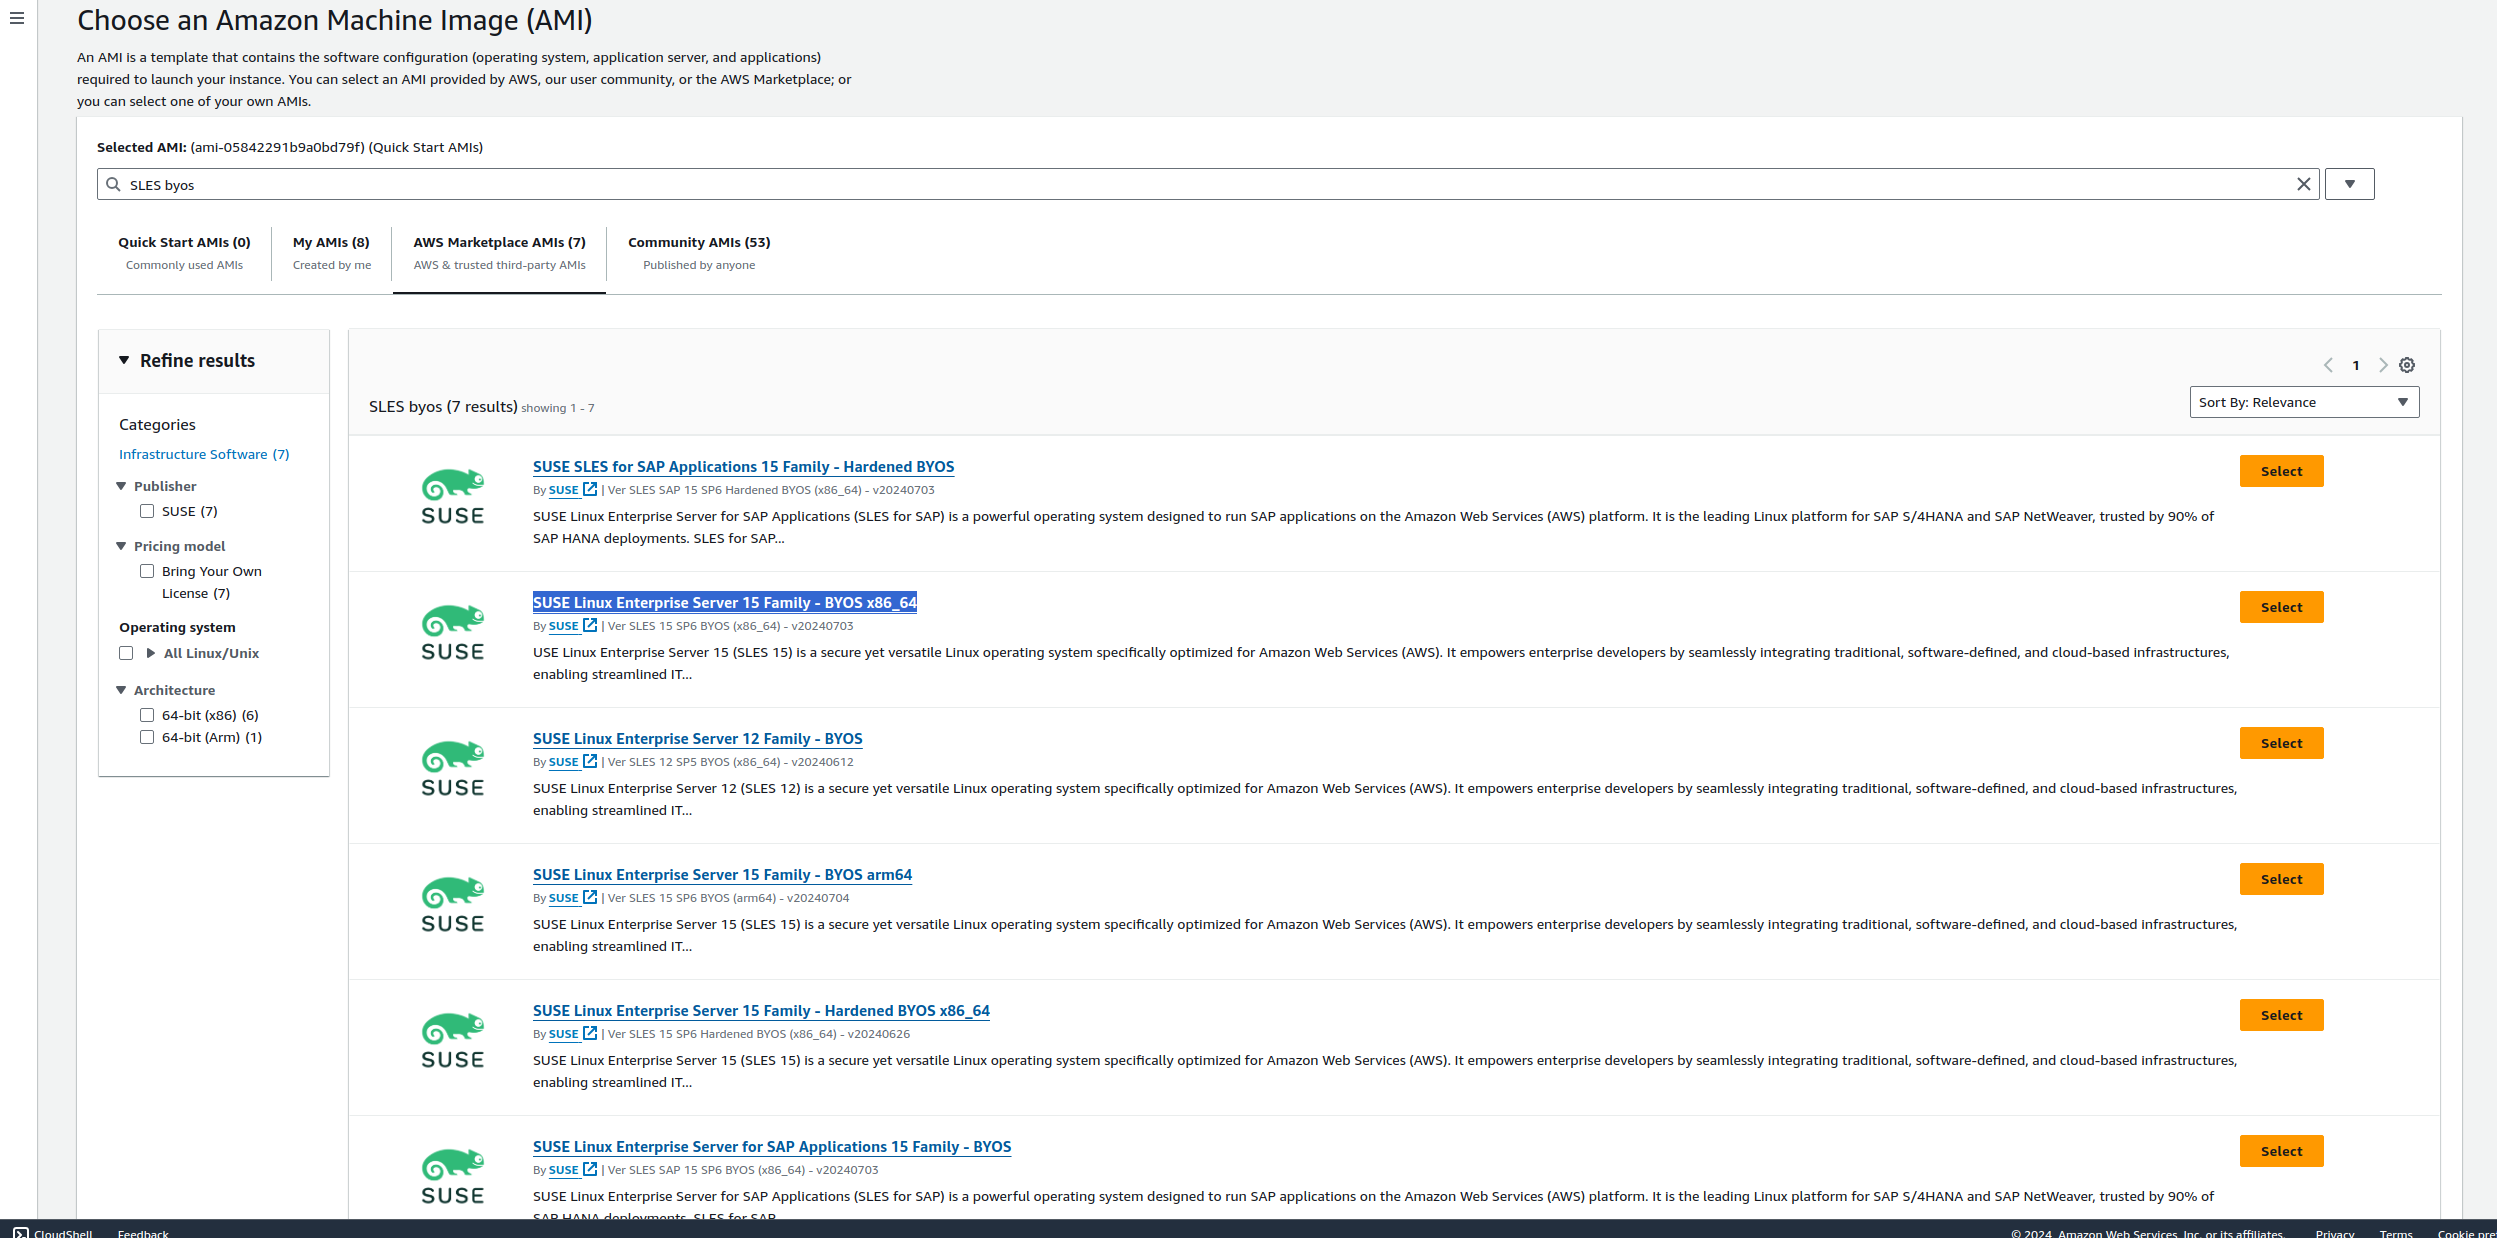 Choose an Amazon Machine Image (AMI)
An AMI is a template that contains the software configuration (operating system, application server, and applications)
required to launch your instance. You can select an AMI provided by AWS, our user community, or the AWS Marketplace; or
you can select one of your own AMIs.
Selected AMI: (ami-05842291b9a0bd79f) (Quick Start AMIs)
SLES byos
Quick Start AMIs (0)
Commonly used AMIs
My AMIs (8)
Created by me
AWS Marketplace AMIs (7)
AWS & trusted third-party AMIs
Community AMIs (53)
Published by anyone
Refine results
Categories
Infrastructure Software (7)
Publisher
SUSE (7)
Pricing model
Bring Your Own
License (7)
Operating system
All Linux/Unix
Architecture
64-bit (x86) (6)
64-bit (Arm) (1)
1
SLES byos (7 results) showing 1 - 7
Sort By: Relevance
SUSE
SUSE SLES for SAP Applications 15 Family - Hardened BYOS
By SUSE | Ver SLES SAP 15 SP6 Hardened BYOS (x86_64) - v20240703
SUSE Linux Enterprise Server for SAP Applications (SLES for SAP) is a powerful operating system designed to run SAP applications on the Amazon Web Services (AWS) platform. It is the leading Linux platform for SAP S/4HANA and SAP NetWeaver, trusted by 90% of
SAP HANA deployments. SLES for SAP...
Select
SUSE
SUSE Linux Enterprise Server 15 Family - BYOS x86_64
By SUSE | Ver SLES 15 SP6 BYOS (x86_64) - v20240703
USE Linux Enterprise Server 15 (SLES 15) is a secure yet versatile Linux operating system specifically optimized for Amazon Web Services (AWS). It empowers enterprise developers by seamlessly integrating traditional, software-defined, and cloud-based infrastructures,
enabling streamlined IT...
Select
SUSE
SUSE Linux Enterprise Server 12 Family - BYOS
By SUSE | Ver SLES 12 SP5 BYOS (x86_64) - v20240612
SUSE Linux Enterprise Server 12 (SLES 12) is a secure yet versatile Linux operating system specifically optimized for Amazon Web Services (AWS). It empowers enterprise developers by seamlessly integrating traditional, software-defined, and cloud-based infrastructures,
enabling streamlined IT...
Select
SUSE
SUSE Linux Enterprise Server 15 Family - BYOS arm64
By SUSE | Ver SLES 15 SP6 BYOS (arm64) - v20240704
SUSE Linux Enterprise Server 15 (SLES 15) is a secure yet versatile Linux operating system specifically optimized for Amazon Web Services (AWS). It empowers enterprise developers by seamlessly integrating traditional, software-defined, and cloud-based infrastructures,
enabling streamlined IT...
Select
SUSE
SUSE Linux Enterprise Server 15 Family - Hardened BYOS x86_64
By SUSE | Ver SLES 15 SP6 Hardened BYOS (x86_64) - v20240626
SUSE Linux Enterprise Server 15 (SLES 15) is a secure yet versatile Linux operating system specifically optimized for Amazon Web Services (AWS). It empowers enterprise developers by seamlessly integrating traditional, software-defined, and cloud-based infrastructures,
enabling streamlined IT...
Select
SUSE
SUSE Linux Enterprise Server for SAP Applications 15 Family - BYOS
By SUSE | Ver SLES SAP 15 SP6 BYOS (x86_64) - v20240703
SUSE Linux Enterprise Server for SAP Applications (SLES for SAP) is a powerful operating system designed to run SAP applications on the Amazon Web Services (AWS) platform. It is the leading Linux platform for SAP S/4HANA and SAP NetWeaver, trusted by 90% of
SAP HANA deployments. SLES for SAP
Select
CloudShell Feedback © 2024, Amazon Web Services, Inc. or its affiliates. Privacy Terms Cookie pre